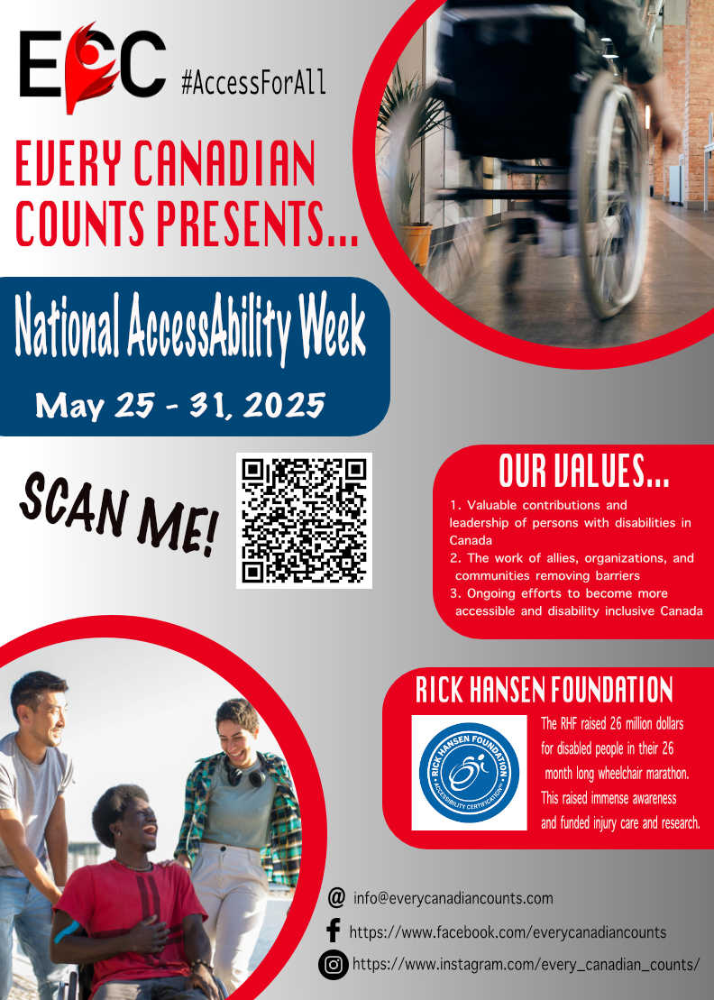 ECC
#AccessForAll
EVERY CANADIAN
COUNTS PRESENTS...
National AccessAbility Week
May 25 - 31, 2025
SCAN ME!
OUR VALUES...
1. Valuable contributions and
leadership of persons with disabilities in
Canada
2. The work of allies, organizations, and
communities removing barriers
3. Ongoing efforts to become more
accessible and disability inclusive Canada
RICK HANSEN FOUNDATION
RICK HANSEN FOUNDATION
ACCESSIBILITY CERTIFICATION™
The RHF raised 26 million dollars
for disabled people in their 26
month long wheelchair marathon.
This raised immense awareness
and funded injury care and research.
@ info@everycanadiancounts.com
f https://www.facebook.com/everycanadiancounts
https://www.instagram.com/every_canadian_counts/